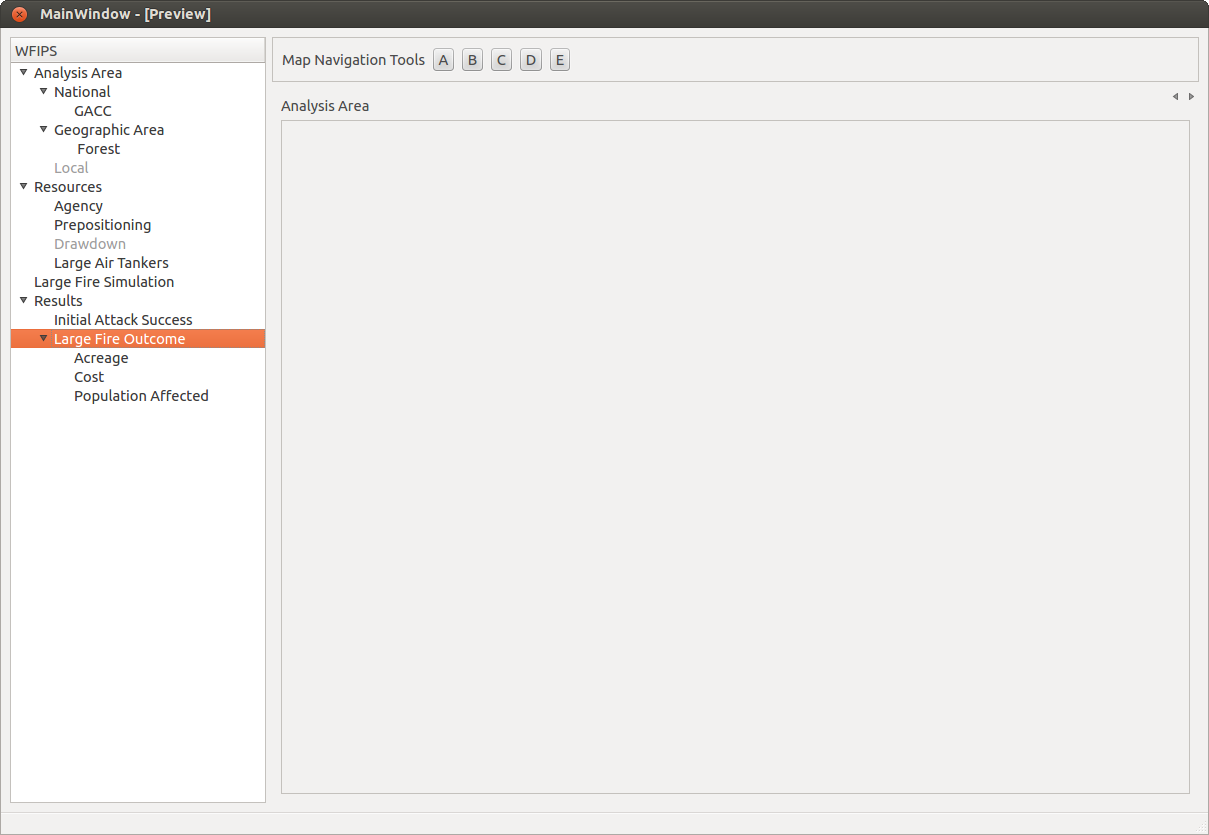 MainWindow - [Preview]
WFIPS
Analysis Area
National
GACC
Geographic Area
Forest
Local
Resources
Agency
Prepositioning
Drawdown
Large Air Tankers
Large Fire Simulation
Results
Initial Attack Success
Large Fire Outcome
Acreage
Cost
Population Affected
Map Navigation Tools A B C D E
Analysis Area